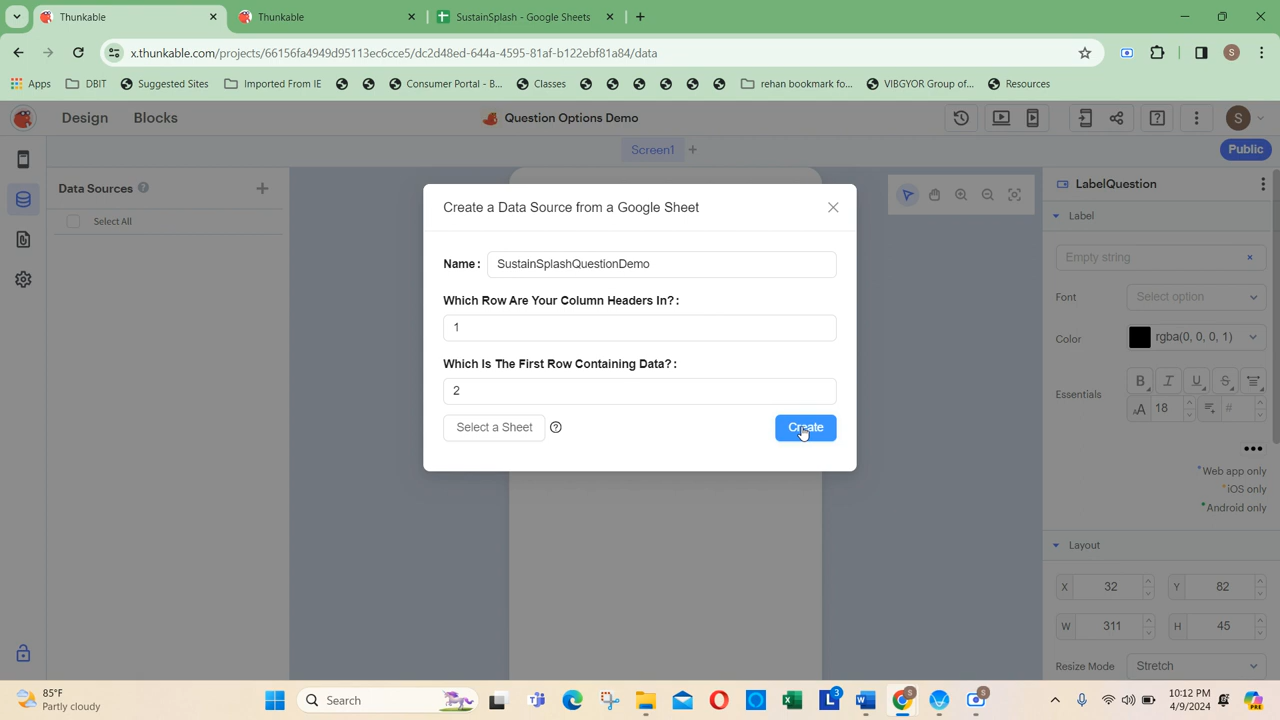 Thunkable
Thunkable
SustainSplash - Google Sheets
x.thunkable.com/projects/66156fa4949d95113ec6cce5/dc2d48ed-644a-4595-81af-b122ebf81a84/data
S
Apps
DBIT
Suggested Sites
Imported From IE
Consumer Portal - B...
Classes
rehan bookmark fo...
VIBGYOR Group of...
Resources
Design
Blocks
Question Options Demo
S
Screen1
Public
Data Sources
Select All
Create a Data Source from a Google Sheet
Name:
SustainSplashQuestionDemo
Which Row Are Your Column Headers In?:
1
Which Is The First Row Containing Data?:
2
Select a Sheet
Create
LabelQuestion
Label
Empty string
Font
Select option
Color
rgba(0, 0, 0, 1)
Essentials
B I U S
AA 18 #
*Web app only
*iOS only
*Android only
Layout
X 32 Y 82
W 311 H 45
Resize Mode
Stretch
85°F
Partly cloudy
Search
3
10:12 PM
4/9/2024
PRE